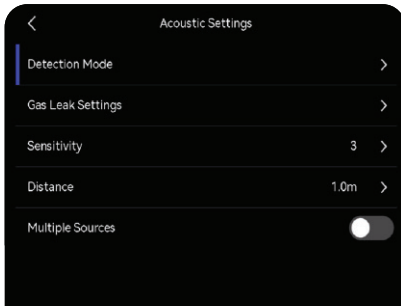 Acoustic Settings
Detection Mode
Gas Leak Settings
Sensitivity 3
Distance 1.0m
Multiple Sources